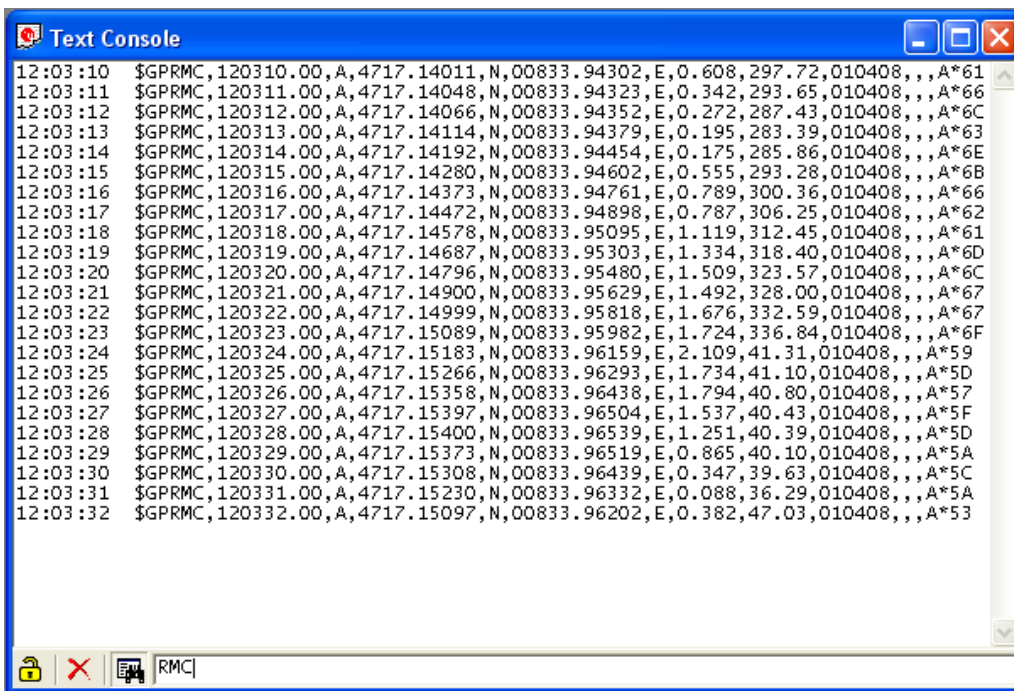 Text Console
12:03:10 $GPRMC,120310.00,A,4717.14011,N,00833.94302,E,0.608,297.72,010408,,,A*61
12:03:11 $GPRMC,120311.00,A,4717.14048,N,00833.94323,E,0.342,293.65,010408,,,A*66
12:03:12 $GPRMC,120312.00,A,4717.14066,N,00833.94352,E,0.272,287.43,010408,,,A*6C
12:03:13 $GPRMC,120313.00,A,4717.14114,N,00833.94379,E,0.195,283.39,010408,,,A*63
12:03:14 $GPRMC,120314.00,A,4717.14192,N,00833.94454,E,0.175,285.86,010408,,,A*6E
12:03:15 $GPRMC,120315.00,A,4717.14280,N,00833.94602,E,0.555,293.28,010408,,,A*6B
12:03:16 $GPRMC,120316.00,A,4717.14373,N,00833.94761,E,0.789,300.36,010408,,,A*66
12:03:17 $GPRMC,120317.00,A,4717.14472,N,00833.94898,E,0.787,306.25,010408,,,A*62
12:03:18 $GPRMC,120318.00,A,4717.14578,N,00833.95095,E,1.119,312.45,010408,,,A*61
12:03:19 $GPRMC,120319.00,A,4717.14687,N,00833.95303,E,1.334,318.40,010408,,,A*6D
12:03:20 $GPRMC,120320.00,A,4717.14796,N,00833.95480,E,1.509,323.57,010408,,,A*6C
12:03:21 $GPRMC,120321.00,A,4717.14900,N,00833.95629,E,1.492,328.00,010408,,,A*67
12:03:22 $GPRMC,120322.00,A,4717.14999,N,00833.95818,E,1.676,332.59,010408,,,A*67
12:03:23 $GPRMC,120323.00,A,4717.15089,N,00833.95982,E,1.724,336.84,010408,,,A*6F
12:03:24 $GPRMC,120324.00,A,4717.15183,N,00833.96159,E,2.109,41.31,010408,,,A*59
12:03:25 $GPRMC,120325.00,A,4717.15266,N,00833.96293,E,1.734,41.10,010408,,,A*5D
12:03:26 $GPRMC,120326.00,A,4717.15358,N,00833.96438,E,1.794,40.80,010408,,,A*57
12:03:27 $GPRMC,120327.00,A,4717.15397,N,00833.96504,E,1.537,40.43,010408,,,A*5F
12:03:28 $GPRMC,120328.00,A,4717.15400,N,00833.96539,E,1.251,40.39,010408,,,A*5D
12:03:29 $GPRMC,120329.00,A,4717.15373,N,00833.96519,E,0.865,40.10,010408,,,A*5A
12:03:30 $GPRMC,120330.00,A,4717.15308,N,00833.96439,E,0.347,39.63,010408,,,A*5C
12:03:31 $GPRMC,120331.00,A,4717.15230,N,00833.96332,E,0.088,36.29,010408,,,A*5A
12:03:32 $GPRMC,120332.00,A,4717.15097,N,00833.96202,E,0.382,47.03,010408,,,A*53
RMC